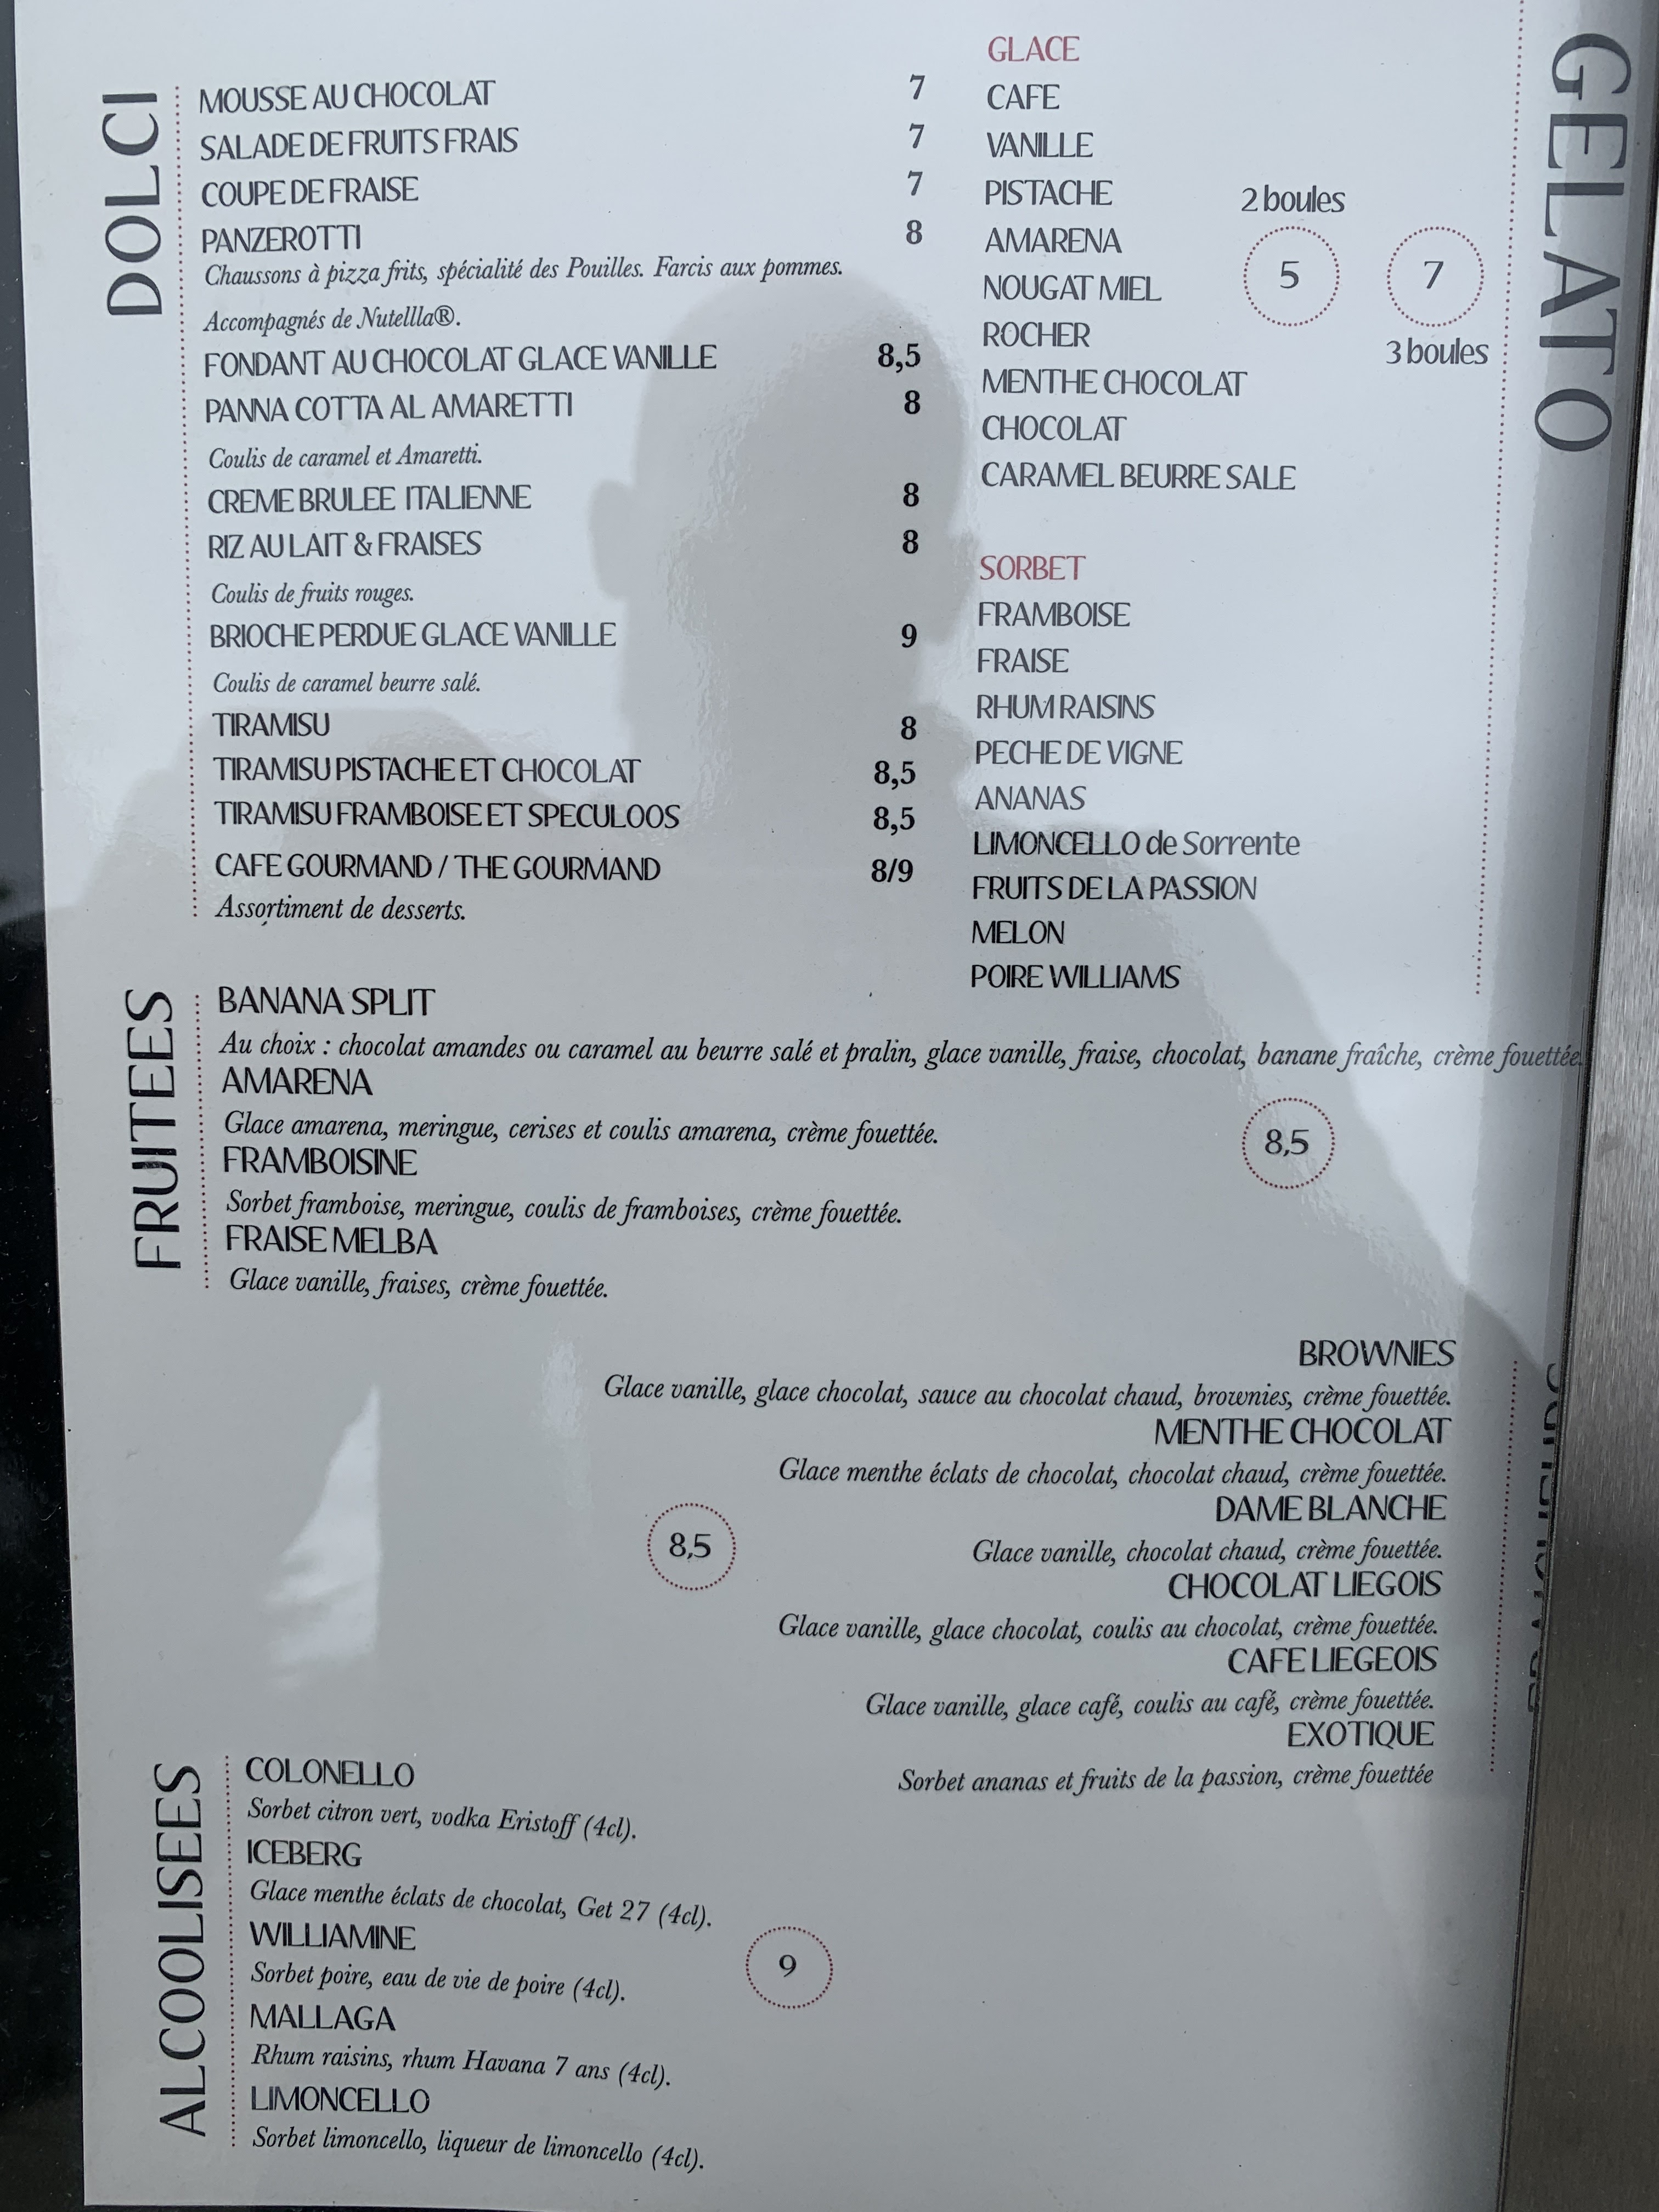 DOLCI
MOUSSE AU CHOCOLAT 7
SALADE DE FRUITS FRAIS 7
COUPE DE FRAISE 7
PANZEROTTI 8
Chaussons à pizza frits, spécialité des Pouilles. Farcis aux pommes.
Accompagnés de Nutellla®.
FONDANT AU CHOCOLAT GLACE VANILLE 8,5
PANNA COTTA AL AMARETTI 8
Coulis de caramel et Amaretti.
CREME BRULEE ITALIENNE 8
RIZ AU LAIT & FRAISES 8
Coulis de fruits rouges.
BRIOCHE PERDUE GLACE VANILLE 9
Coulis de caramel beurre salé.
TIRAMISU 8
TIRAMISU PISTACHE ET CHOCOLAT 8,5
TIRAMISU FRAMBOISE ET SPECULOOS 8,5
CAFE GOURMAND / THE GOURMAND 8/9
Assortiment de desserts.
GELATO
GLACE
CAFE
VANILLE
PISTACHE
AMARENA
NOUGAT MIEL
ROCHER
MENTHE CHOCOLAT
CHOCOLAT
CARAMEL BEURRE SALE
2 boules
5
7
3 boules
SORBET
FRAMBOISE
FRAISE
RHUM RAISINS
PECHE DE VIGNE
ANANAS
LIMONCELLO de Sorrente
FRUITS DE LA PASSION
MELON
POIRE WILLIAMS
FRUITEES
BANANA SPLIT
Au choix : chocolat amandes ou caramel au beurre salé et pralin, glace vanille, fraise, chocolat, banane fraîche, crème fouettée.
AMARENA
Glace amarena, meringue, cerises et coulis amarena, crème fouettée.
FRAMBOISINE
Sorbet framboise, meringue, coulis de framboises, crème fouettée.
FRAISE MELBA
Glace vanille, fraises, crème fouettée.
8,5
BROWNIES
Glace vanille, glace chocolat, sauce au chocolat chaud, brownies, crème fouettée.
MENTHE CHOCOLAT
Glace menthe éclats de chocolat, chocolat chaud, crème fouettée.
DAME BLANCHE
Glace vanille, chocolat chaud, crème fouettée.
CHOCOLAT LIEGOIS
Glace vanille, glace chocolat, coulis au chocolat, crème fouettée.
CAFE LIEGEOIS
Glace vanille, glace café, coulis au café, crème fouettée.
EXOTIQUE
Sorbet ananas et fruits de la passion, crème fouettée
8,5
ALCOOLISEES
COLONELLO
Sorbet citron vert, vodka Eristoff (4cl).
ICEBERG
Glace menthe éclats de chocolat, Get 27 (4cl).
WILLIAMINE
Sorbet poire, eau de vie de poire (4cl).
MALLAGA
Rhum raisins, rhum Havana 7 ans (4cl).
LIMONCELLO
Sorbet limoncello, liqueur de limoncello (4cl).
9